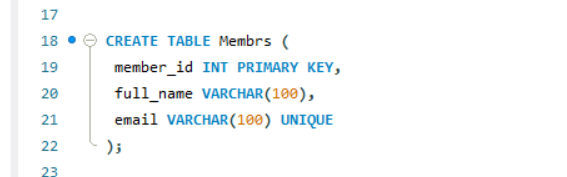 17
18 CREATE TABLE Membrs (
19 member_id INT PRIMARY KEY,
20 full_name VARCHAR(100),
21 email VARCHAR(100) UNIQUE
22 );
23